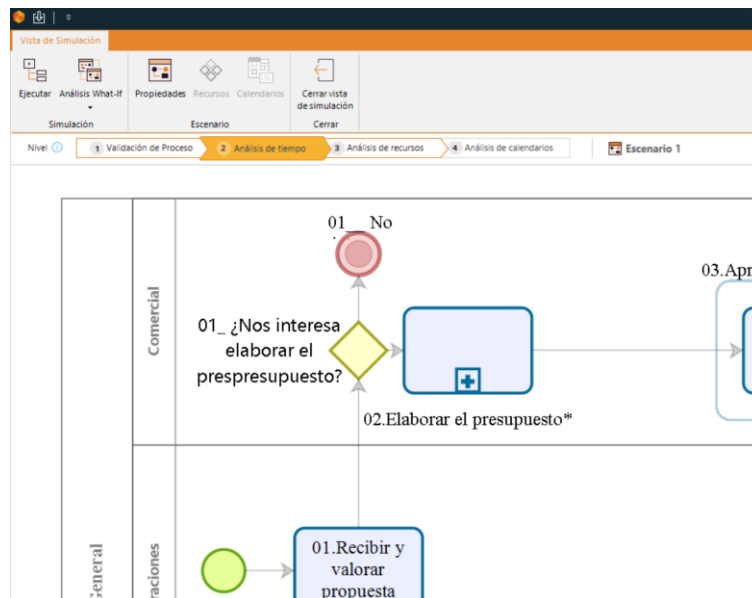 Vista de Simulación
Ejecutar Análisis What-If Propiedades Recursos Calendarios Cerrar vista
de simulación
Simulación Escenario Cerrar
Nivel 1 Validación de Proceso 2 Análisis de tiempo 3 Análisis de recursos 4 Análisis de calendarios Escenario 1
01__ No
03.Apr
Comercial
01_ ¿Nos interesa
elaborar el
prespresupuesto?
02.Elaborar el presupuesto*
General
raciones
01.Recibir y
valorar
propuesta